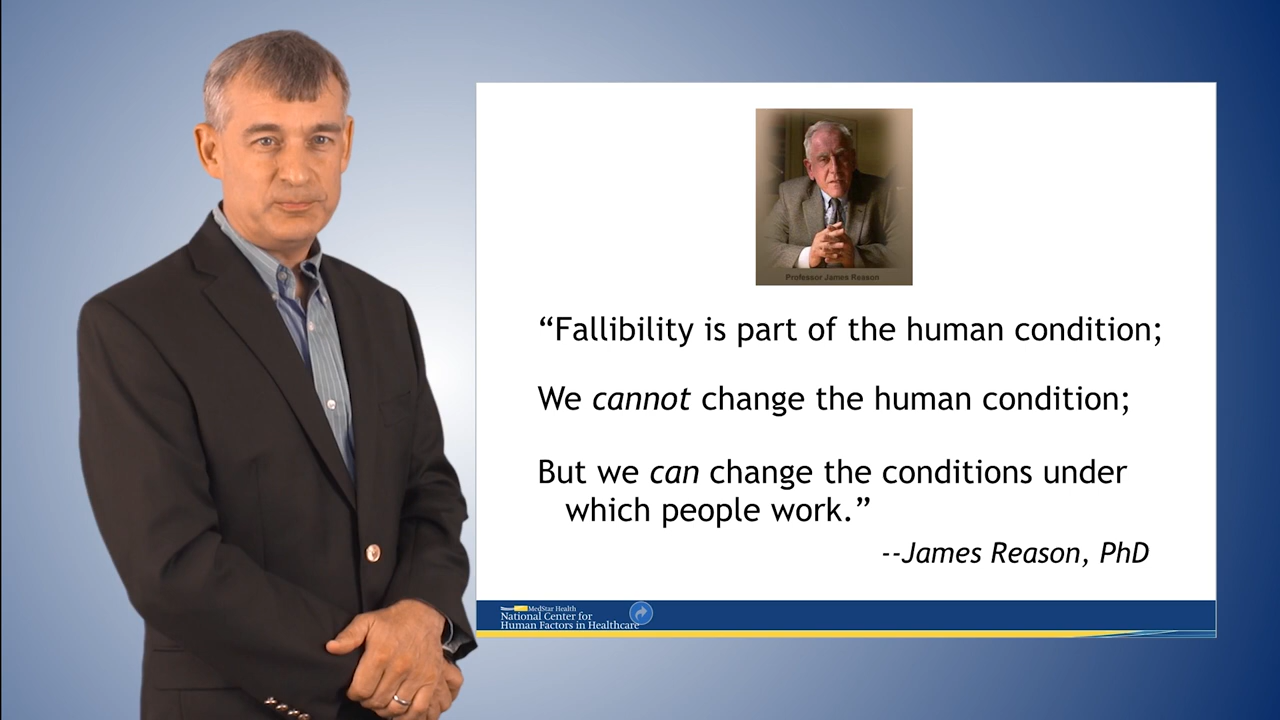 Professor James Reason
“Fallibility is part of the human condition;
We cannot change the human condition;
But we can change the conditions under
which people work.”
--James Reason, PhD
MedStar Health
National Center for
Human Factors in Healthcare